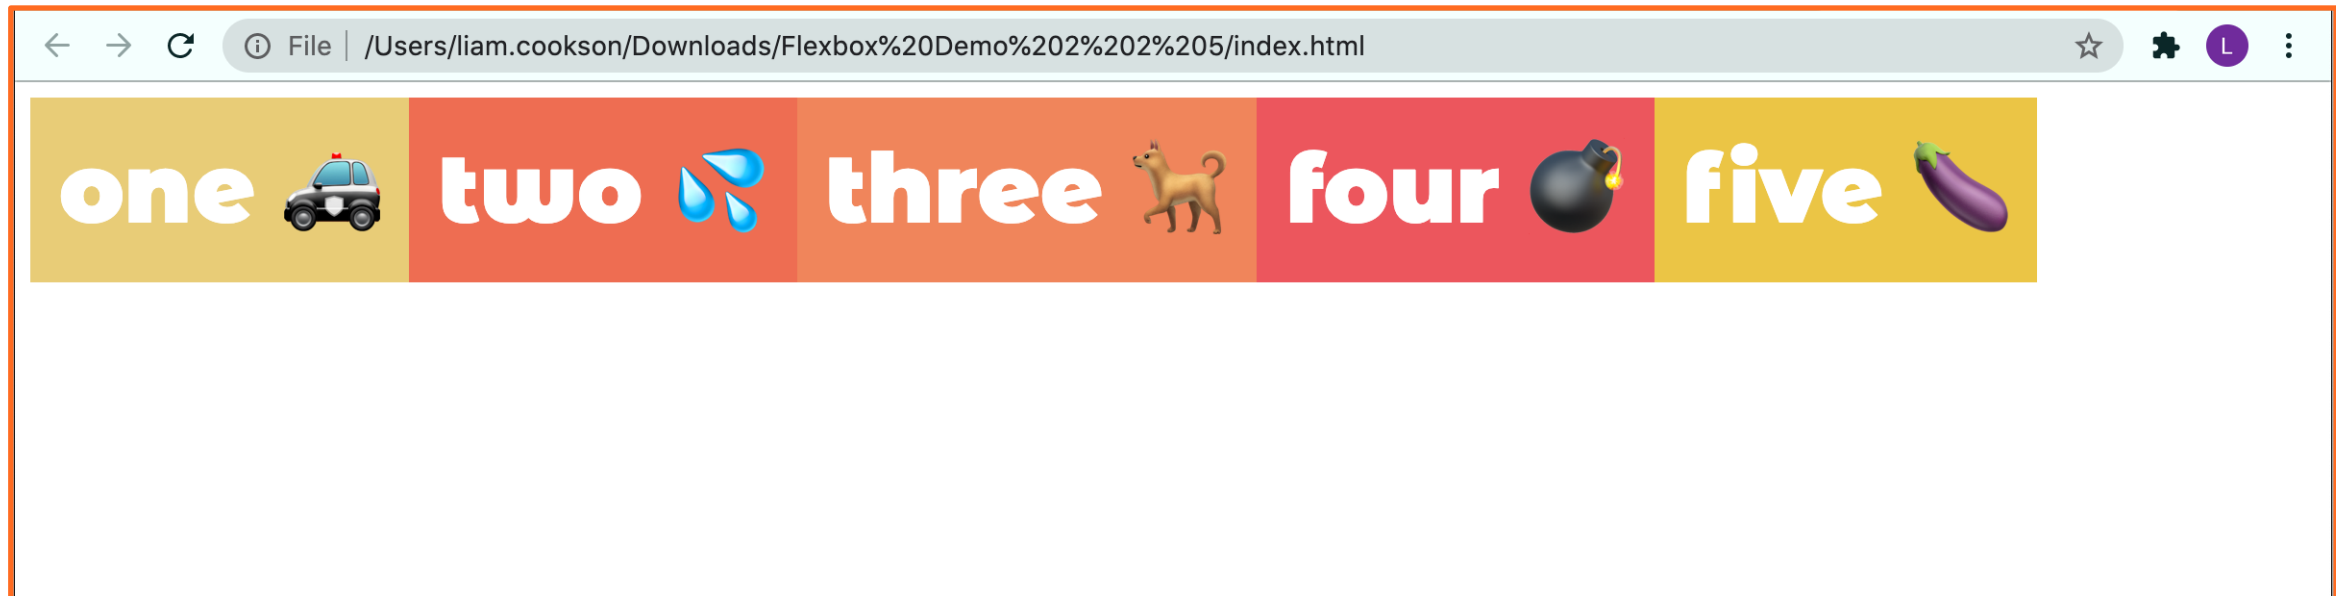 File /Users/liam.cookson/Downloads/Flexbox%20Demo%202%202%205/index.html L
one two three four five